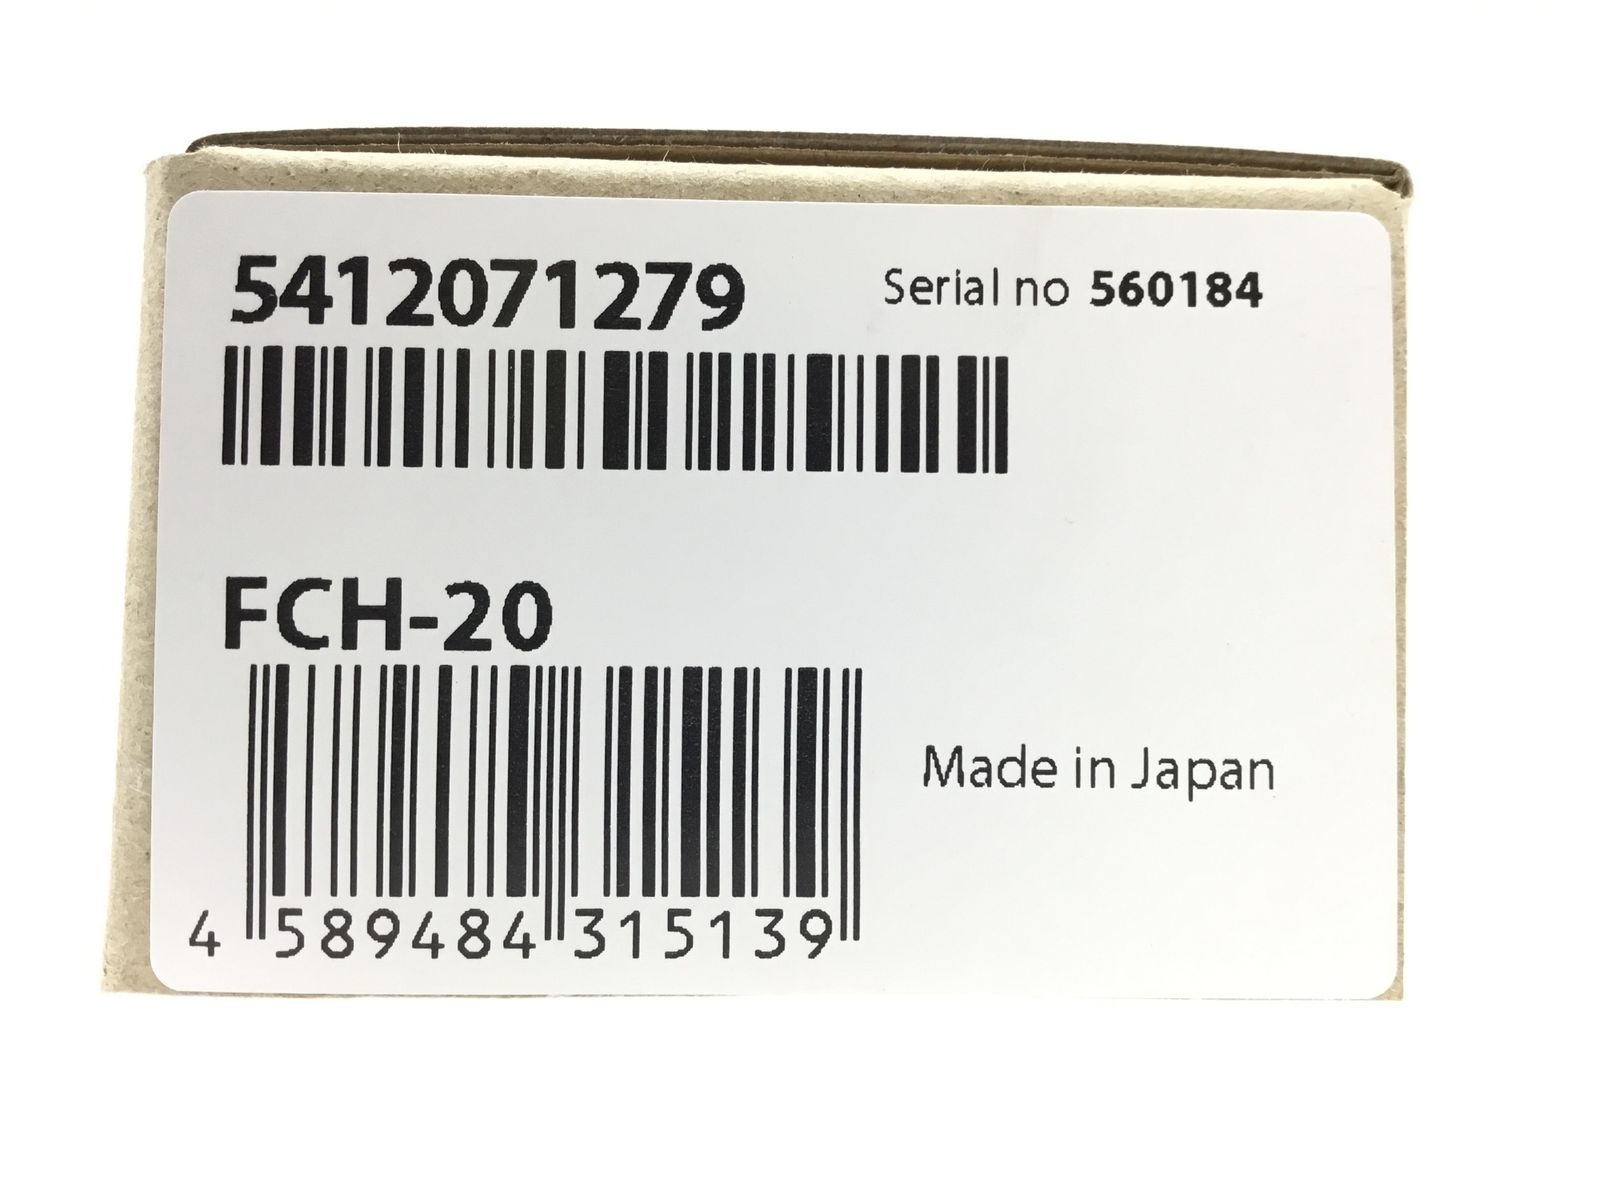 5412071279 Serial no 560184
FCH-20
Made in Japan
4 589484 315139